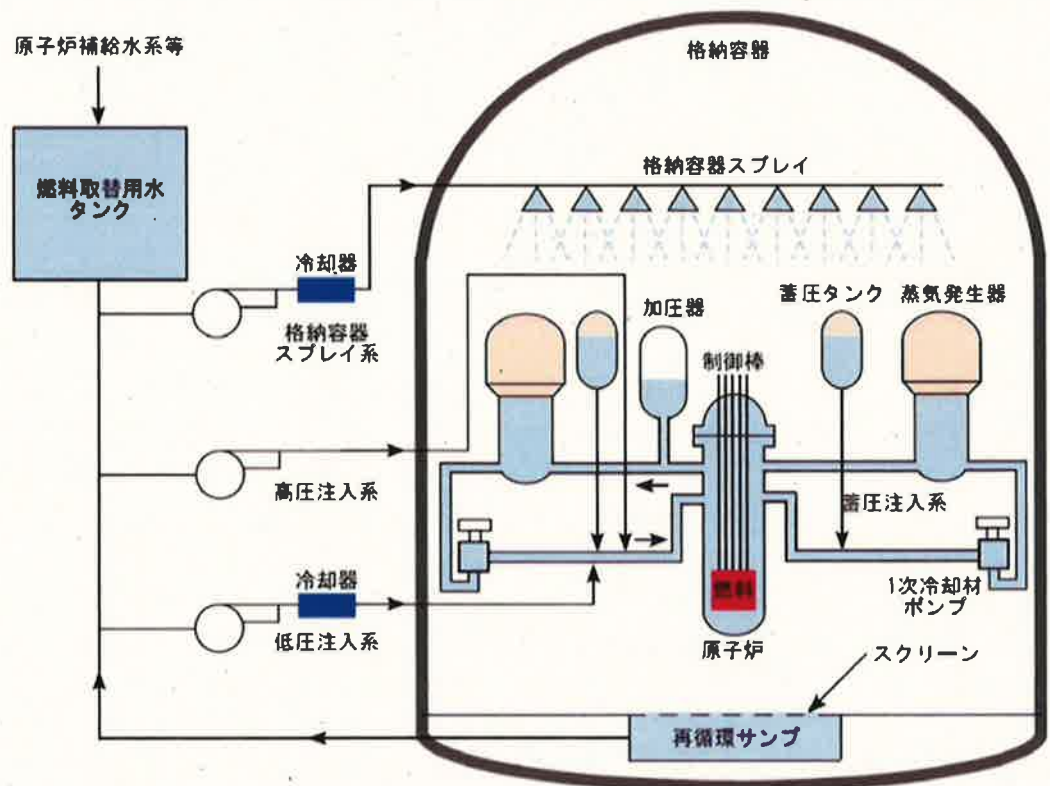 原子炉補給水系等
燃料取替用水
タンク
格納容器
格納容器スプレイ
冷却器
格納容器
スプレイ系
加圧器
蓄圧タンク
蒸気発生器
制御棒
高圧注入系
蓄圧注入系
冷却器
低圧注入系
燃料
1次冷却材
ポンプ
原子炉
スクリーン
再循環サンプ